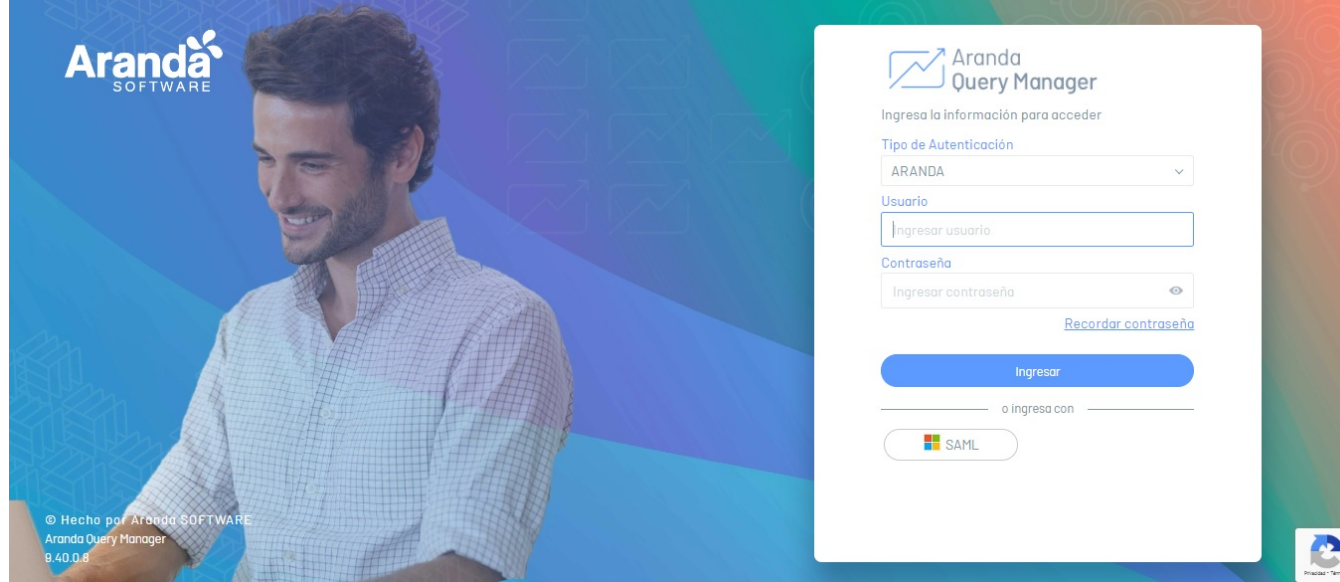 Aranda
SOFTWARE
© Hecho por Aranda SOFTWARE
Aranda Query Manager
9.40.0.8
Aranda
Query Manager
Ingresa la información para acceder
Tipo de Autenticación
ARANDA
Usuario
Ingresar usuario
Contraseña
Ingresar contraseña
Recordar contraseña
Ingresar
o ingresa con
SAML